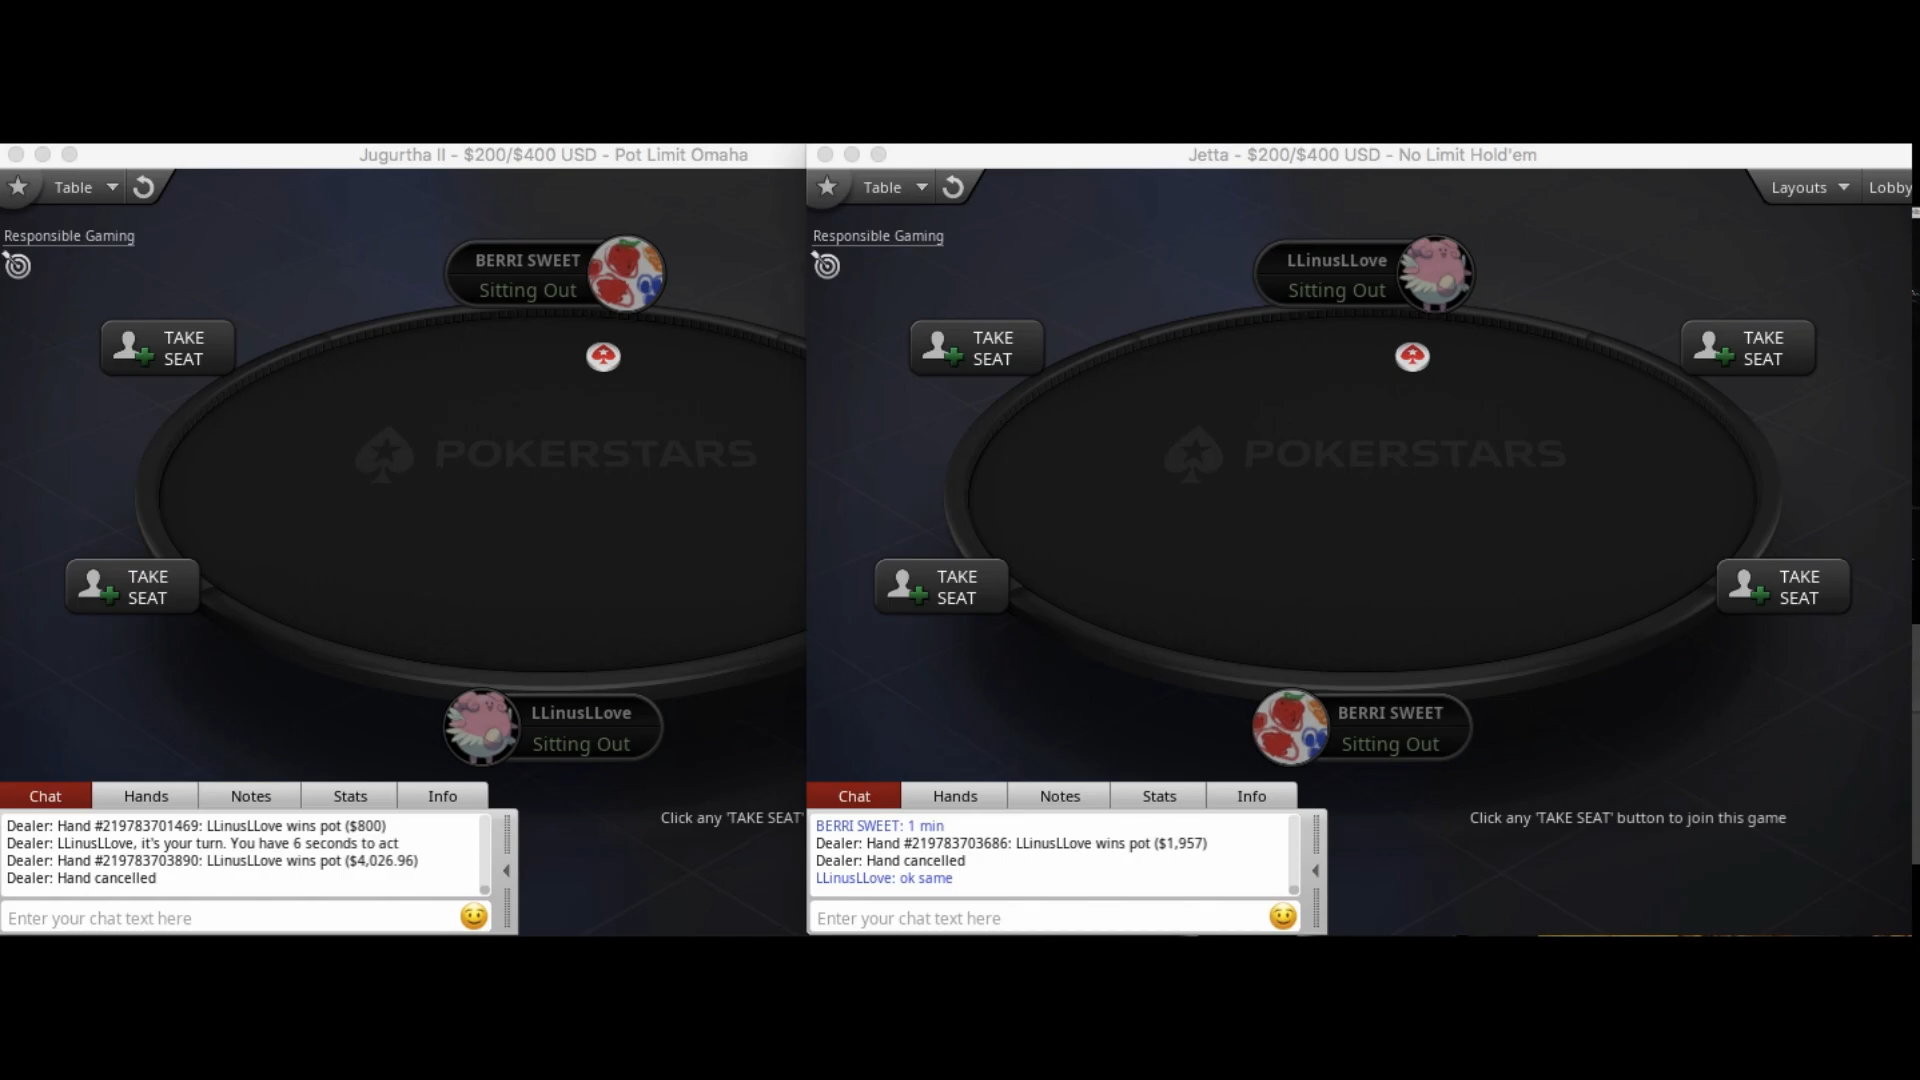 Jugurtha II - $200/$400 USD - Pot Limit Omaha
Table
Responsible Gaming
BERRI SWEET
Sitting Out
TAKE
SEAT
POKERSTARS
TAKE
SEAT
LLinusLLove
Sitting Out
Chat
Hands
Notes
Stats
Info
Dealer: Hand #219783701469: LLinusLLove wins pot ($800)
Dealer: LLinusLLove, it's your turn. You have 6 seconds to act
Dealer: Hand #219783703890: LLinusLLove wins pot ($4,026.96)
Dealer: Hand cancelled
Enter your chat text here
Click any 'TAKE SEAT'
Jetta - $200/$400 USD - No Limit Hold'em
Table
Layouts
Lobby
Responsible Gaming
LLinusLLove
Sitting Out
TAKE
SEAT
TAKE
SEAT
POKERSTARS
TAKE
SEAT
TAKE
SEAT
BERRI SWEET
Sitting Out
Chat
Hands
Notes
Stats
Info
BERRI SWEET: 1 min
Dealer: Hand #219783703686: LLinusLLove wins pot ($1,957)
Dealer: Hand cancelled
LLinusLLove: ok same
Enter your chat text here
Click any 'TAKE SEAT' button to join this game